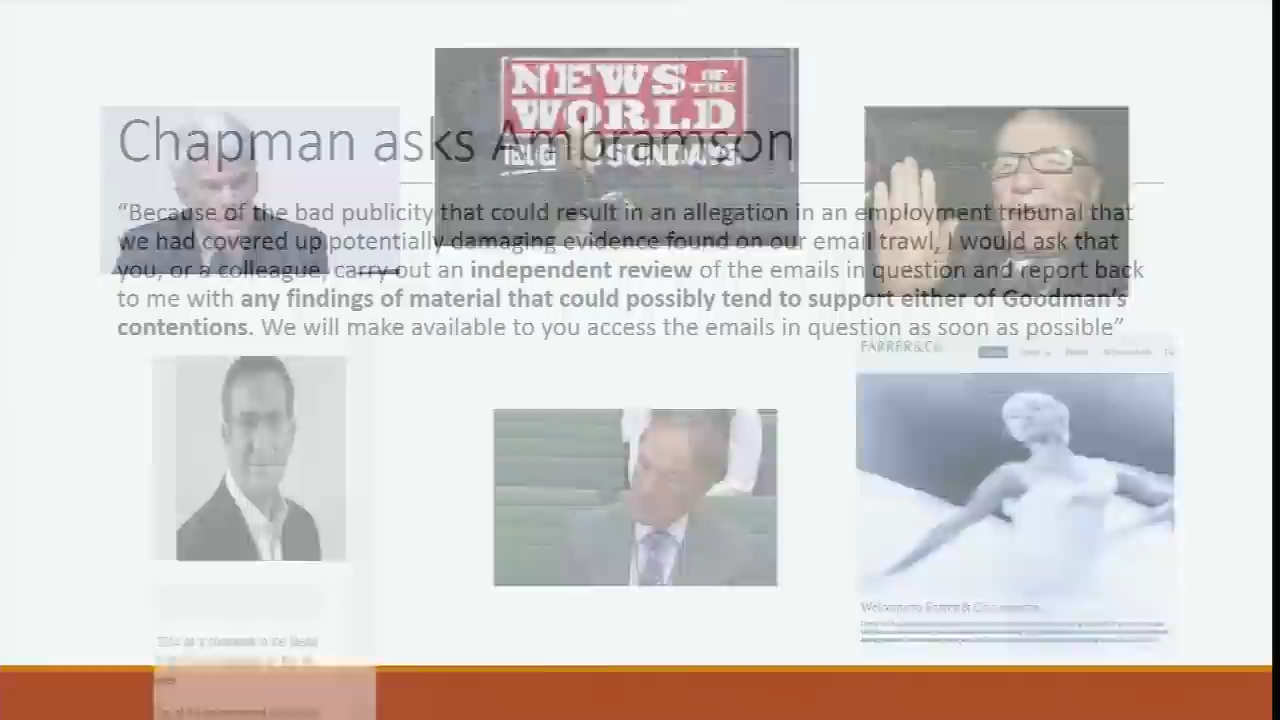 NEWS OF THE
WORLD
Chapman asks Ambramson
“Because of the bad publicity that could result in an allegation in an employment tribunal that
we had covered up potentially damaging evidence found on our email trawl, I would ask that
you, or a colleague, carry out an independent review of the emails in question and report back
to me with any findings of material that could possibly tend to support either of Goodman’s
contentions. We will make available to you access the emails in question as soon as possible”
FARRER&Co
Welcome to Farrer & Co